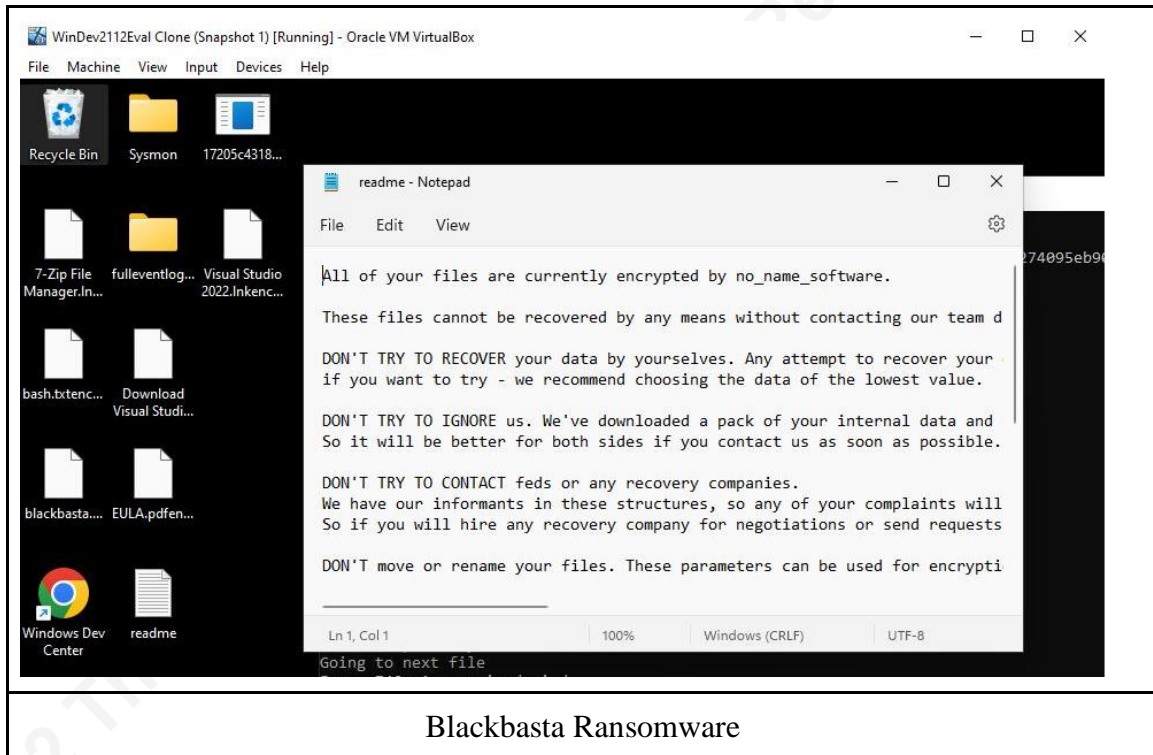 WinDev2112Eval Clone (Snapshot 1) [Running] - Oracle VM VirtualBox
File Machine View Input Devices Help
Recycle Bin
Sysmon
17205c4318...
7-Zip File
Manager.ln...
fulleventlog...
Visual Studio
2022.lnkenc...
bash.txtenc...
Download
Visual Studi...
blackbasta....
EULA.pdfen...
Windows Dev
Center
readme
readme - Notepad
File Edit View
274095eb9
All of your files are currently encrypted by no_name_software.
These files cannot be recovered by any means without contacting our team d
DON'T TRY TO RECOVER your data by yourselves. Any attempt to recover your
if you want to try - we recommend choosing the data of the lowest value.
DON'T TRY TO IGNORE us. We've downloaded a pack of your internal data and
So it will be better for both sides if you contact us as soon as possible.
DON'T TRY TO CONTACT feds or any recovery companies.
We have our informants in these structures, so any of your complaints will
So if you will hire any recovery company for negotiations or send requests
DON'T move or rename your files. These parameters can be used for encrypti
Ln 1, Col 1 100% Windows (CRLF) UTF-8
Going to next file
Blackbasta Ransomware